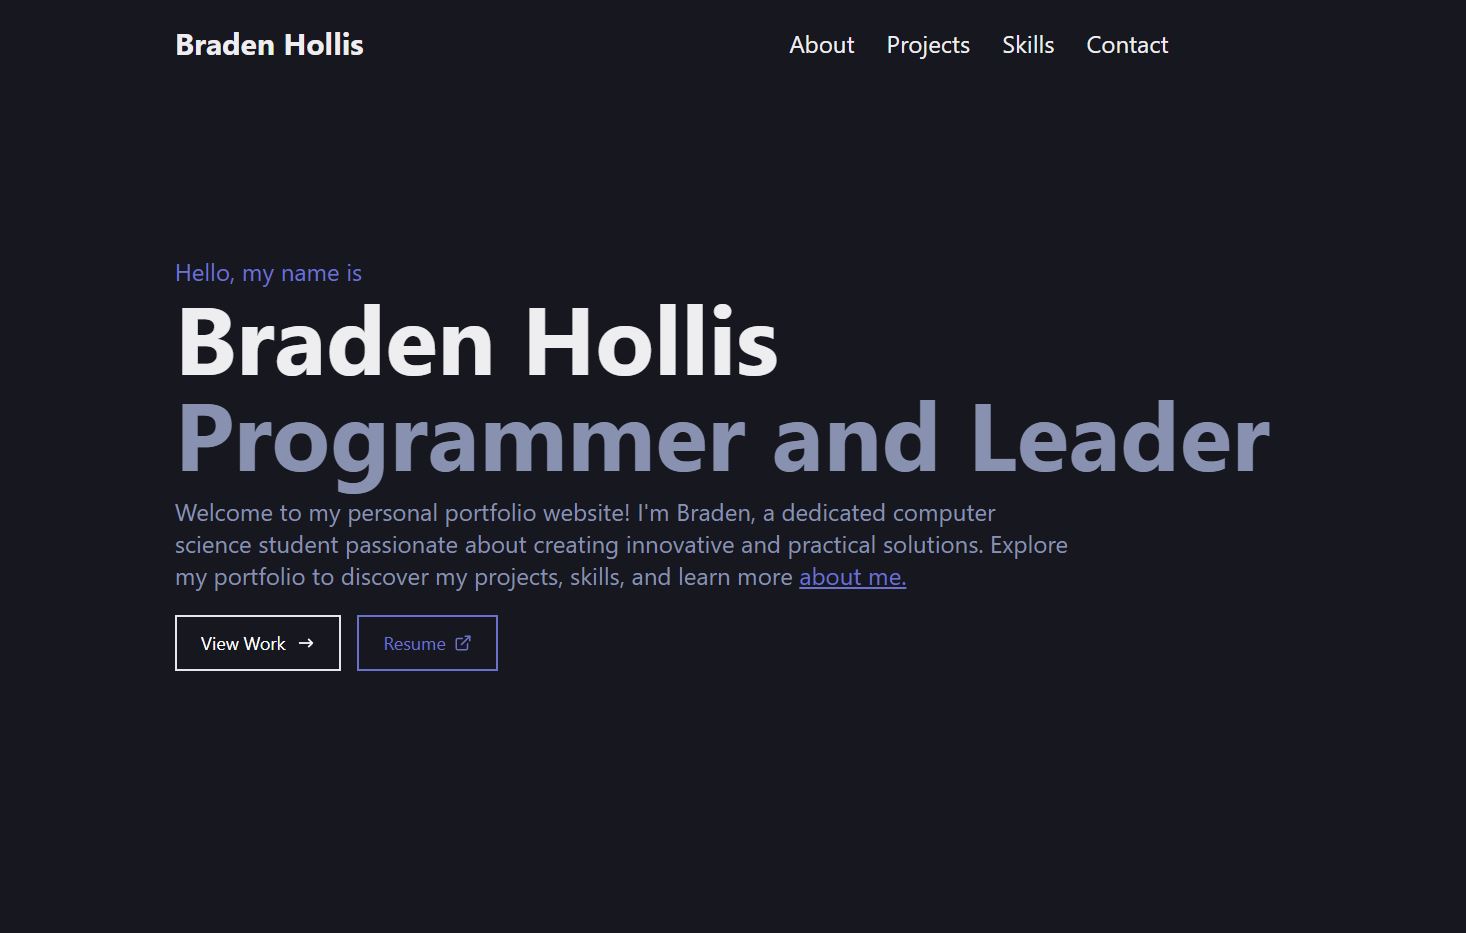 Braden Hollis
About Projects Skills Contact
Hello, my name is
Braden Hollis
Programmer and Leader
Welcome to my personal portfolio website! I'm Braden, a dedicated computer
science student passionate about creating innovative and practical solutions. Explore
my portfolio to discover my projects, skills, and learn more about me.
View Work
Resume